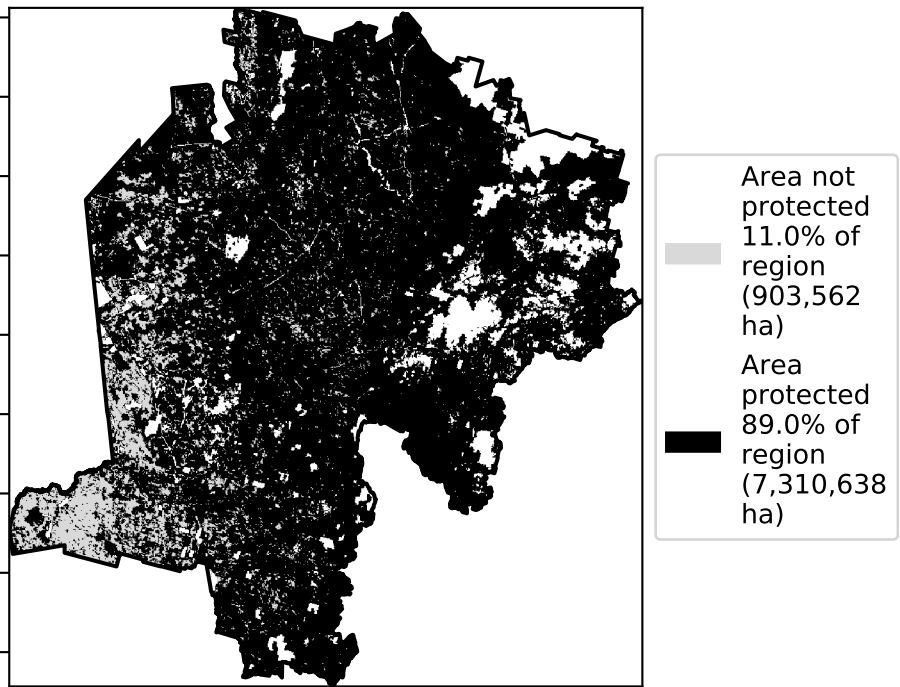 Area not
protected
11.0% of
region
(903,562
ha)
Area
protected
89.0% of
region
(7,310,638
ha)